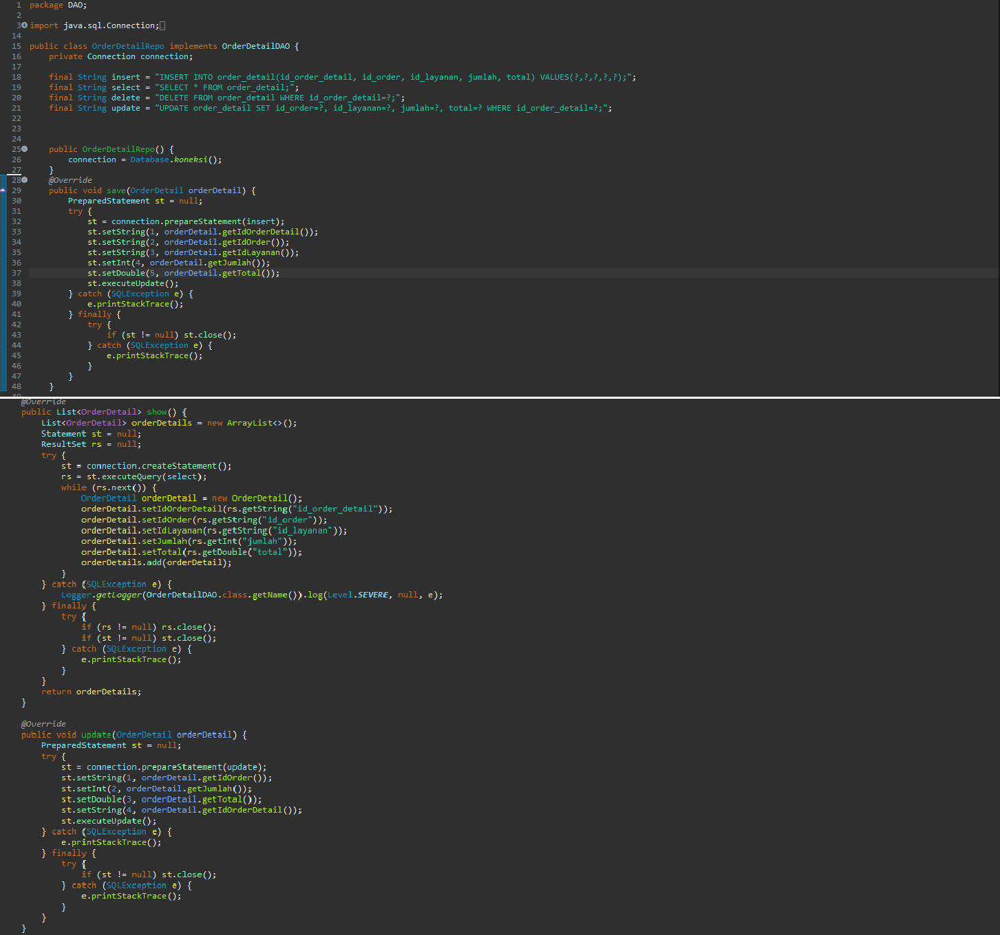 1 package DAO;
2
3 import java.sql.Connection;
14
15 public class OrderDetailRepo implements OrderDetailDAO {
16     private Connection connection;
17
18     final String insert = "INSERT INTO order_detail(id_order_detail, id_order, id_layanan, jumlah, total) VALUES(?,?,?,?,?);";
19     final String select = "SELECT * FROM order_detail;";
20     final String delete = "DELETE FROM order_detail WHERE id_order_detail=?;";
21     final String update = "UPDATE order_detail SET id_order=?, id_layanan=?, jumlah=?, total=? WHERE id_order_detail=?;";
22
23
24
25     public OrderDetailRepo() {
26         connection = Database.koneksi();
27     }
28     @Override
29     public void save(OrderDetail orderDetail) {
30         PreparedStatement st = null;
31         try {
32             st = connection.prepareStatement(insert);
33             st.setString(1, orderDetail.getIdOrderDetail());
34             st.setString(2, orderDetail.getIdOrder());
35             st.setString(3, orderDetail.getIdLayanan());
36             st.setInt(4, orderDetail.getJumlah());
37             st.setDouble(5, orderDetail.getTotal());
38             st.executeUpdate();
39         } catch (SQLException e) {
40             e.printStackTrace();
41         } finally {
42             try {
43                 if (st != null) st.close();
44             } catch (SQLException e) {
45                 e.printStackTrace();
46             }
47         }
48     }
@Override
public List<OrderDetail> show() {
    List<OrderDetail> orderDetails = new ArrayList<>();
    Statement st = null;
    ResultSet rs = null;
    try {
        st = connection.createStatement();
        rs = st.executeQuery(select);
        while (rs.next()) {
            OrderDetail orderDetail = new OrderDetail();
            orderDetail.setIdOrderDetail(rs.getString("id_order_detail"));
            orderDetail.setIdOrder(rs.getString("id_order"));
            orderDetail.setIdLayanan(rs.getString("id_layanan"));
            orderDetail.setJumlah(rs.getInt("jumlah"));
            orderDetail.setTotal(rs.getDouble("total"));
            orderDetails.add(orderDetail);
        }
    } catch (SQLException e) {
        Logger.getLogger(OrderDetailDAO.class.getName()).log(Level.SEVERE, null, e);
    } finally {
        try {
            if (rs != null) rs.close();
            if (st != null) st.close();
        } catch (SQLException e) {
            e.printStackTrace();
        }
    }
    return orderDetails;
}

@Override
public void update(OrderDetail orderDetail) {
    PreparedStatement st = null;
    try {
        st = connection.prepareStatement(update);
        st.setString(1, orderDetail.getIdOrder());
        st.setInt(2, orderDetail.getJumlah());
        st.setDouble(3, orderDetail.getTotal());
        st.setString(4, orderDetail.getIdOrderDetail());
        st.executeUpdate();
    } catch (SQLException e) {
        e.printStackTrace();
    } finally {
        try {
            if (st != null) st.close();
        } catch (SQLException e) {
            e.printStackTrace();
        }
    }
}